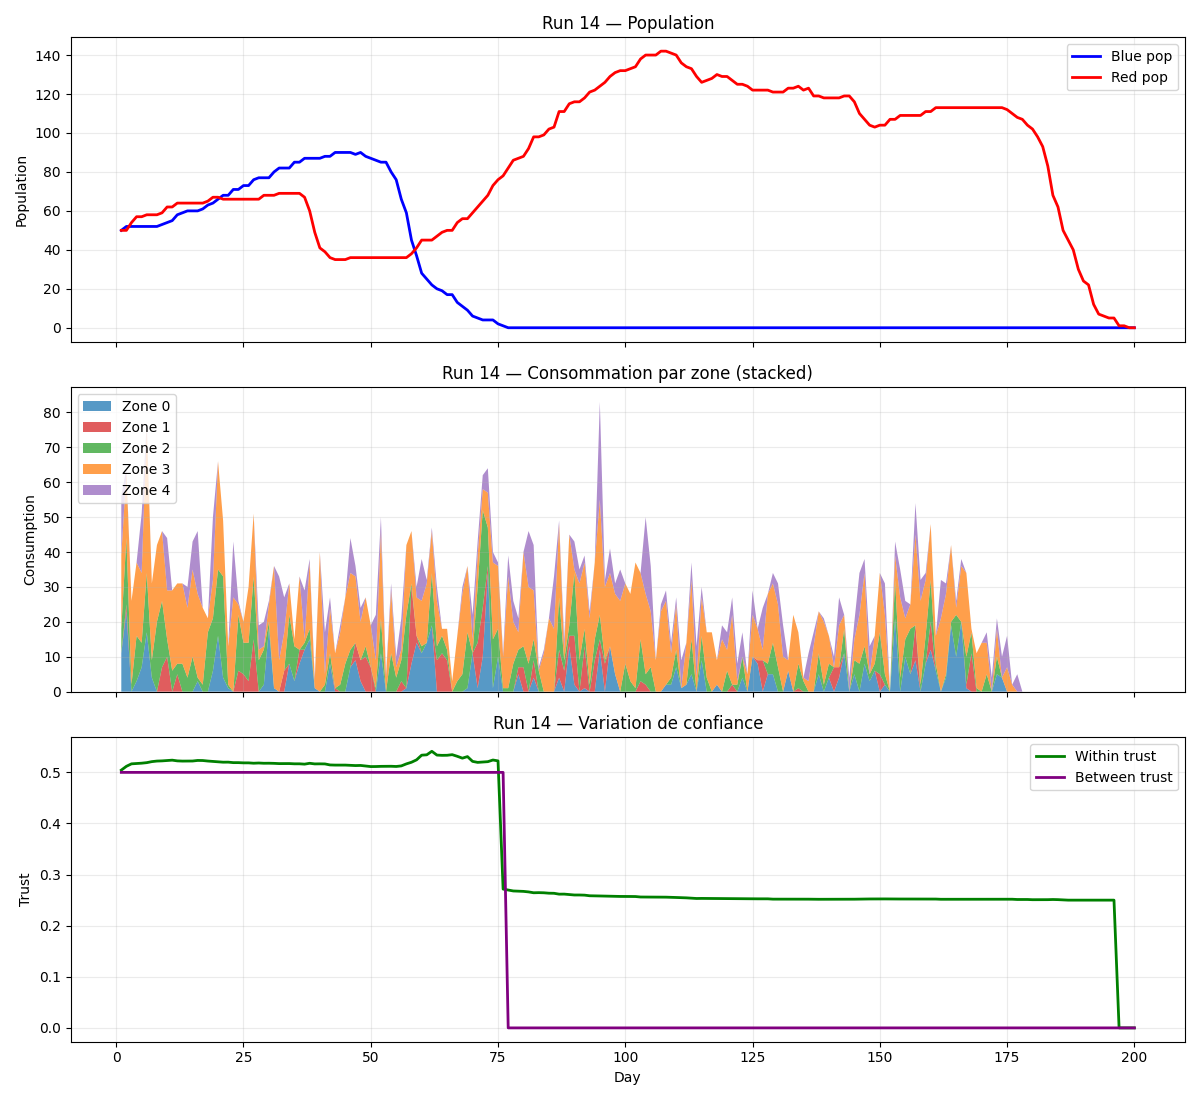 Run 14 — Population
Population
140
120
100
80
60
40
20
0
Blue pop
Red pop
Run 14 — Consommation par zone (stacked)
Consumption
80
70
60
50
40
30
20
10
0
Zone 0
Zone 1
Zone 2
Zone 3
Zone 4
Run 14 — Variation de confiance
Trust
0.5
0.4
0.3
0.2
0.1
0.0
Within trust
Between trust
0 25 50 75 100 125 150 175 200
Day